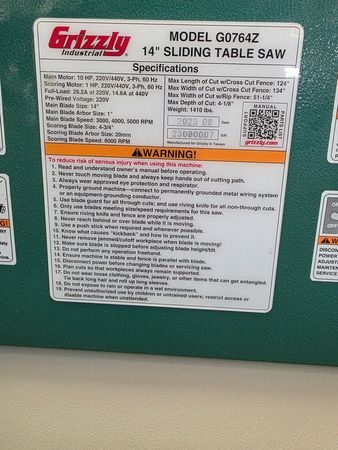 Grizzly
Industrial
MODEL G0764Z
14" SLIDING TABLE SAW
Specifications
Main Motor: 10 HP, 220V/440V, 3-Ph, 60 Hz
Scoring Motor: 1 HP, 220V/440V, 3-Ph, 60 Hz
Full-Load: 29.2A at 220V, 14.6A at 440V
Pre-Wired Voltage: 220V
Main Blade Size: 14"
Main Blade Arbor Size: 1"
Main Blade Speed: 3000, 4000, 5000 RPM
Scoring Blade Size: 4-3/4"
Scoring Blade Arbor Size: 20mm
Scoring Blade Speed: 8000 RPM
Max Length of Cut w/Cross Cut Fence: 124"
Max Width of Cut w/Cross Cut Fence: 134"
Max Width of Cut w/Rip Fence: 51-1/4"
Max Depth of Cut: 4-1/8"
Weight: 1410 lbs.
2023 08 Date
23080007 S/N
Mfd. for Grizzly in Taiwan
MANUAL
PARTS LIST
grizzly.com
WARNING!
To reduce risk of serious injury when using this machine:
1. Read and understand owner's manual before operating.
2. Never touch moving blade and always keep hands out of cutting path.
3. Always wear approved eye protection and respirator.
4. Properly ground machine—connect to permanently grounded metal wiring system
or an equipment-grounding conductor.
5. Use blade guard for all through cuts; and use riving knife for all non-through cuts.
6. Only use blades meeting size/speed requirements for this saw.
7. Ensure riving knife and fence are properly adjusted.
8. Never reach behind or over blade while it is moving.
9. Use a push stick when required and whenever possible.
10. Know what causes "kickback" and how to prevent it.
11. Never remove jammed/cutoff workpiece when blade is moving!
12. Make sure blade is stopped before adjusting blade height/tilt.
13. Do not perform any operation freehand.
14. Ensure machine is stable and fence is parallel with blade.
15. Disconnect power before changing blades or servicing saw.
16. Plan cuts so that workpieces always remain supported.
17. Do not wear loose clothing, gloves, jewelry, or other items that can get entangled.
Tie back long hair and roll up long sleeves.
18. Do not expose to rain or operate in a wet environment.
19. Prevent unauthorized use by children or untrained users; restrict access or
disable machine when unattended.